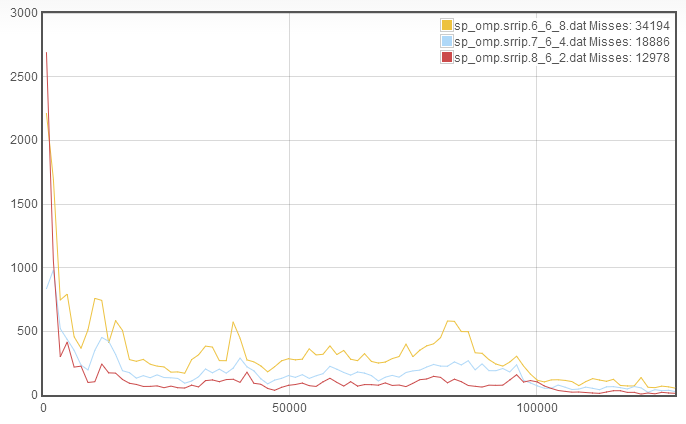 3000
sp_omp.srrip.6_6_8.dat Misses: 34194
sp_omp.srrip.7_6_4.dat Misses: 18886
sp_omp.srrip.8_6_2.dat Misses: 12978
2500
2000
1500
1000
500
0
0 50000 100000